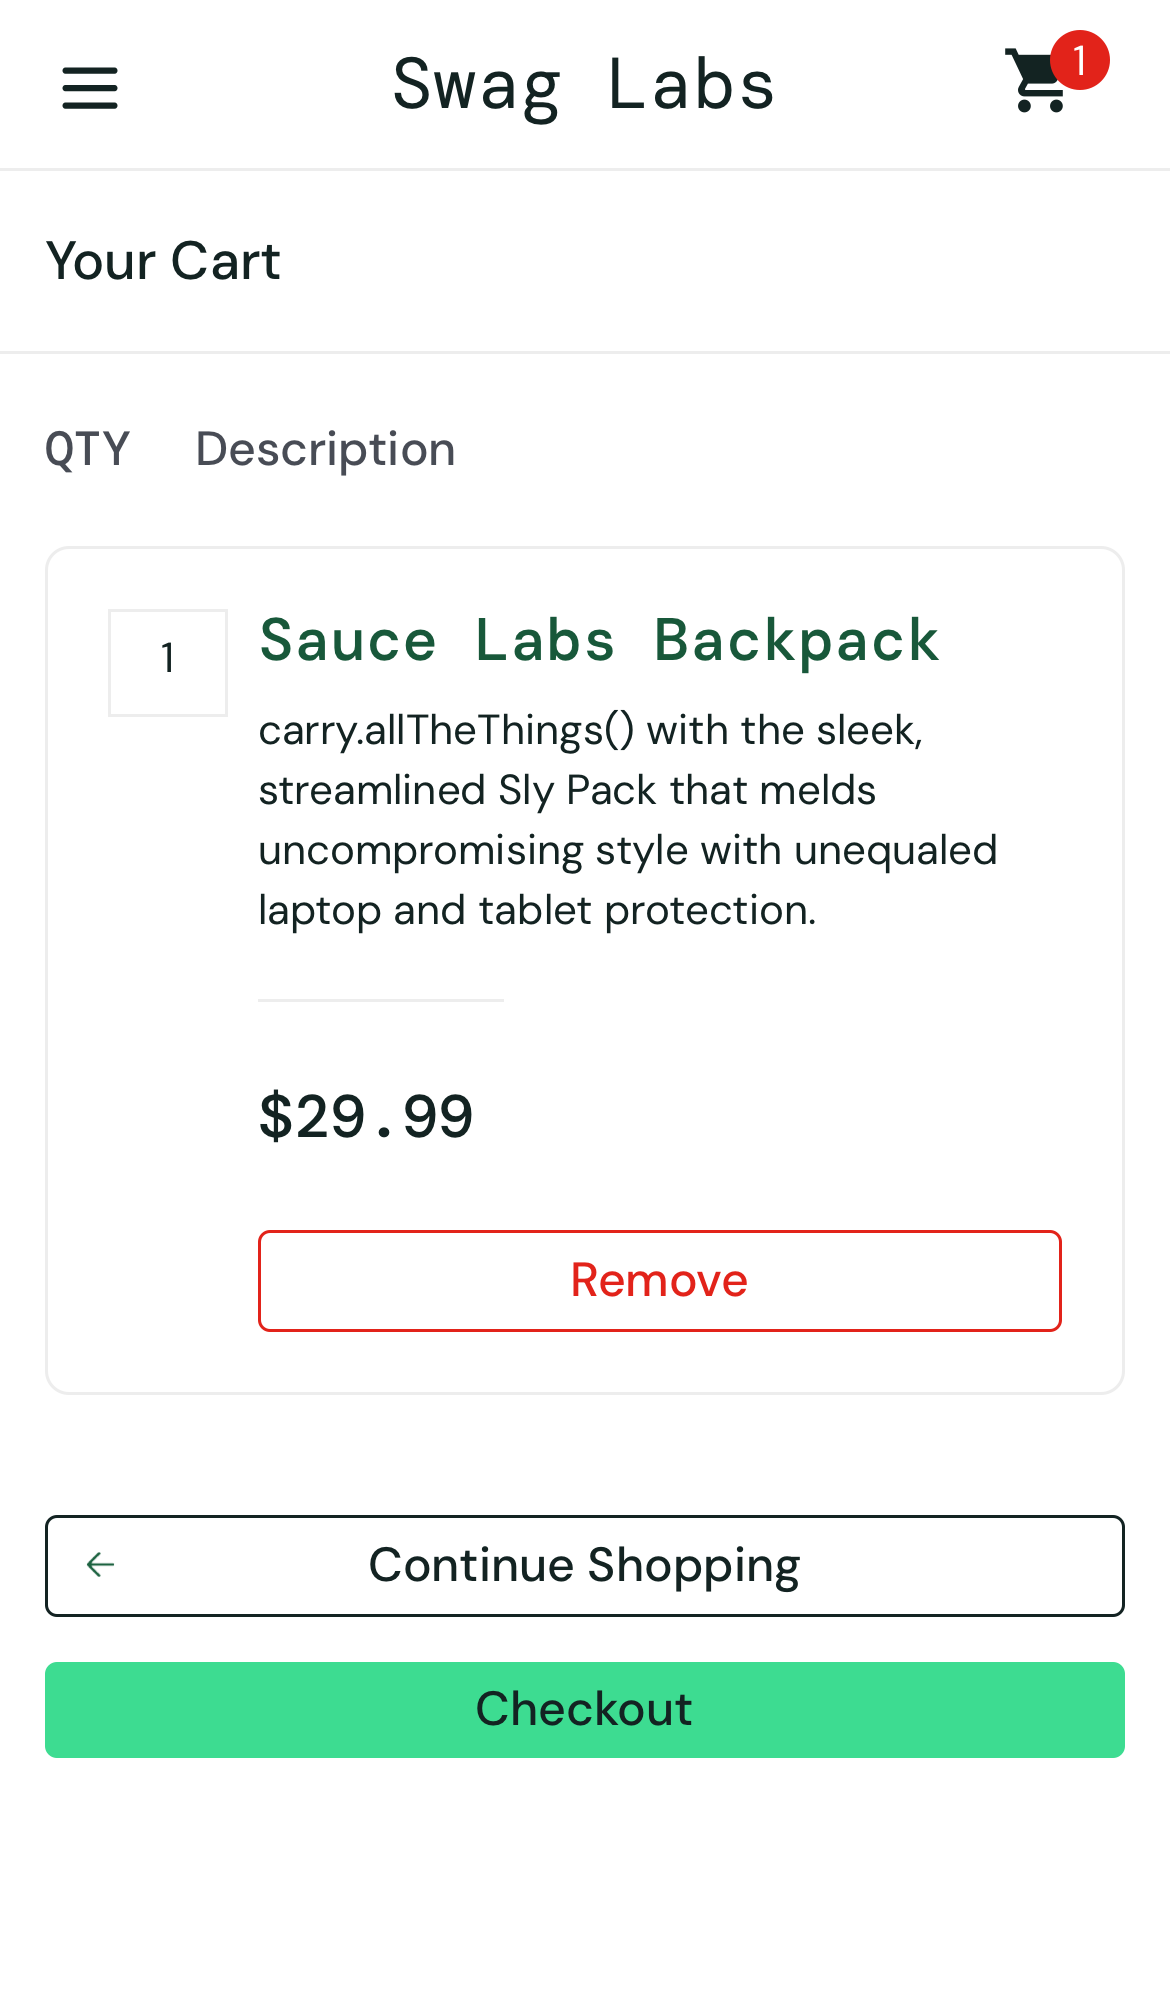 Swag Labs
1
Your Cart
QTY Description
1
Sauce Labs Backpack
carry.allTheThings() with the sleek,
streamlined Sly Pack that melds
uncompromising style with unequaled
laptop and tablet protection.
$29.99
Remove
Continue Shopping
Checkout